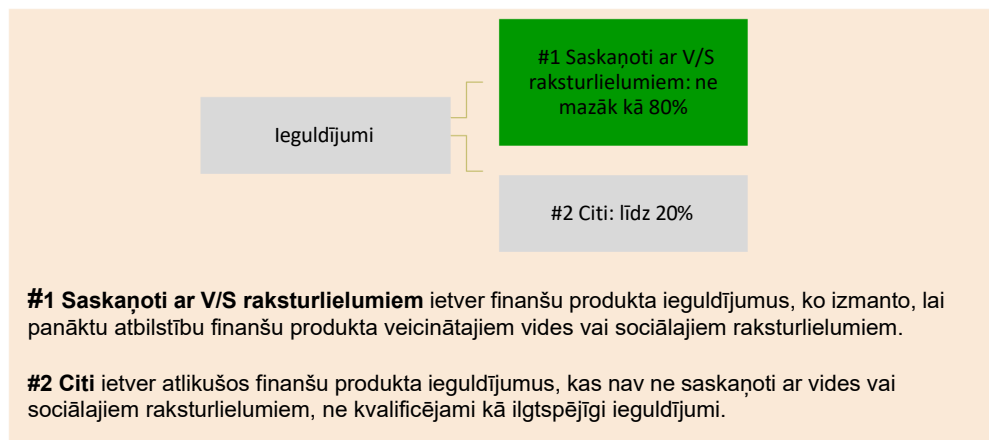 #1 Saskaņoti ar V/S
raksturlielumiem: ne
mazāk kā 80%
Ieguldījumi
#2 Citi: līdz 20%
#1 Saskaņoti ar V/S raksturlielumiem ietver finanšu produkta ieguldījumus, ko izmanto, lai
panāktu atbilstību finanšu produkta veicinātajiem vides vai sociālajiem raksturlielumiem.
#2 Citi ietver atlikušos finanšu produkta ieguldījumus, kas nav ne saskaņoti ar vides vai
sociālajiem raksturlielumiem, ne kvalificējami kā ilgtspējīgi ieguldījumi.